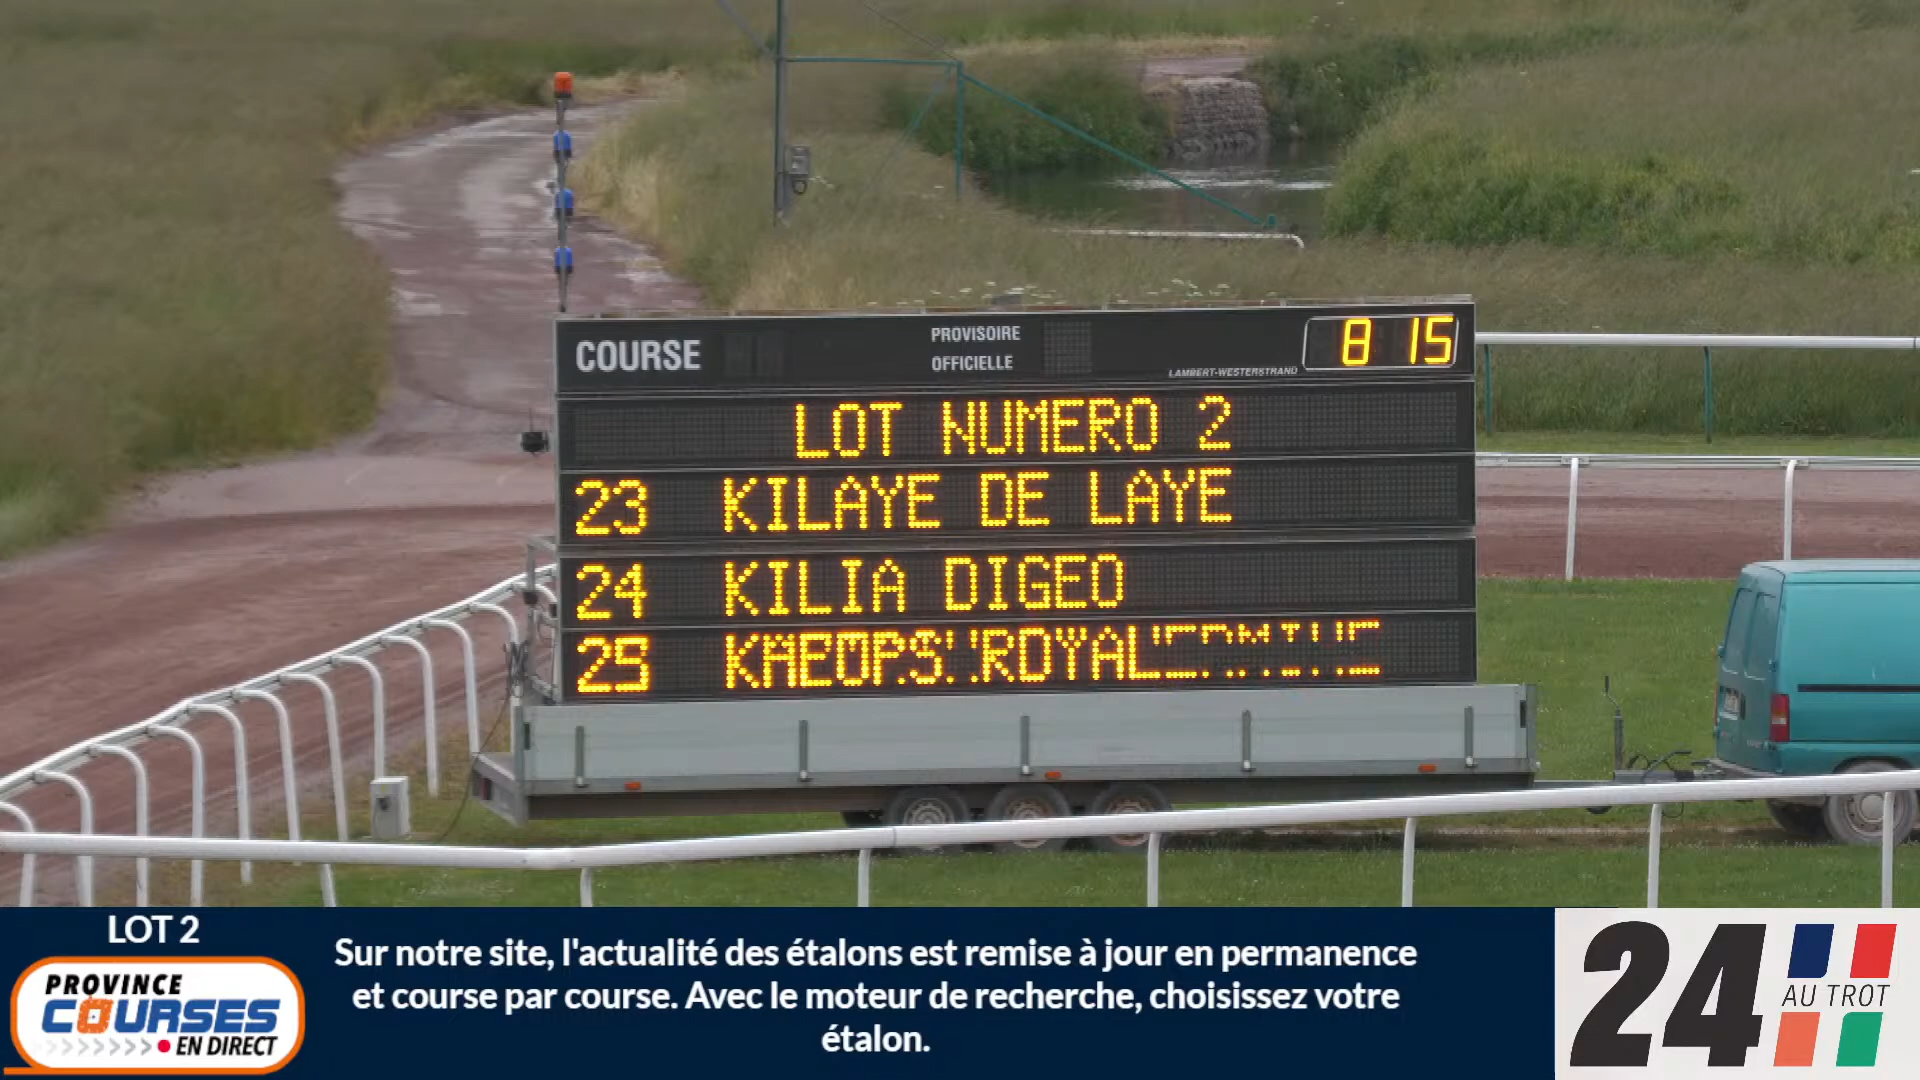 COURSE
PROVISOIRE
OFFICIELLE
LAMBERT-WESTERSTRAND
8 15
LOT NUMERO 2
23 KILAYE DE LAYE
24 KILIA DIGEO
ROYAL
LOT 2
PROVINCE
COURSES
EN DIRECT
Sur notre site, l'actualité des étalons est remise à jour en permanence
et course par course. Avec le moteur de recherche, choisissez votre
étalon.
24
AU TROT